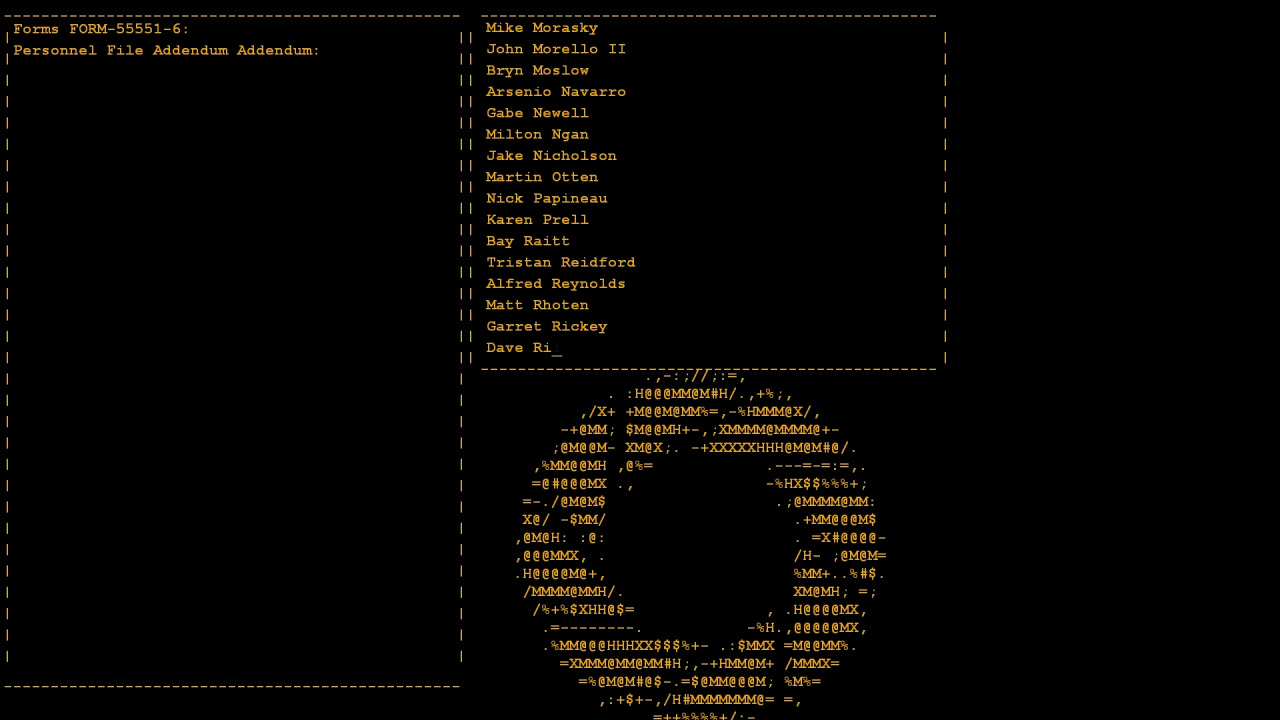 Forms FORM-55551-6:
Personnel File Addendum Addendum:
Mike Morasky
John Morello II
Bryn Moslow
Arsenio Navarro
Gabe Newell
Milton Ngan
Jake Nicholson
Martin Otten
Nick Papineau
Karen Prell
Bay Raitt
Tristan Reidford
Alfred Reynolds
Matt Rhoten
Garret Rickey
Dave Ri_